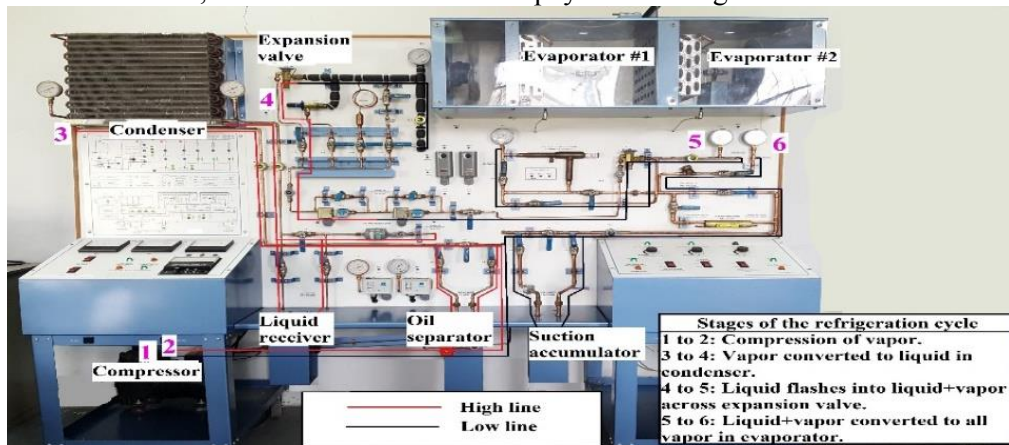 Expansion
valve
Evaporator #1
Evaporator #2
4
3
Condenser
5
6
1
2
Compressor
Liquid
receiver
Oil
separator
Suction
accumulator
High line
Low line
Stages of the refrigeration cycle
1 to 2: Compression of vapor.
3 to 4: Vapor converted to liquid in
condenser.
4 to 5: Liquid flashes into liquid+vapor
across expansion valve.
5 to 6: Liquid+vapor converted to all
vapor in evaporator.